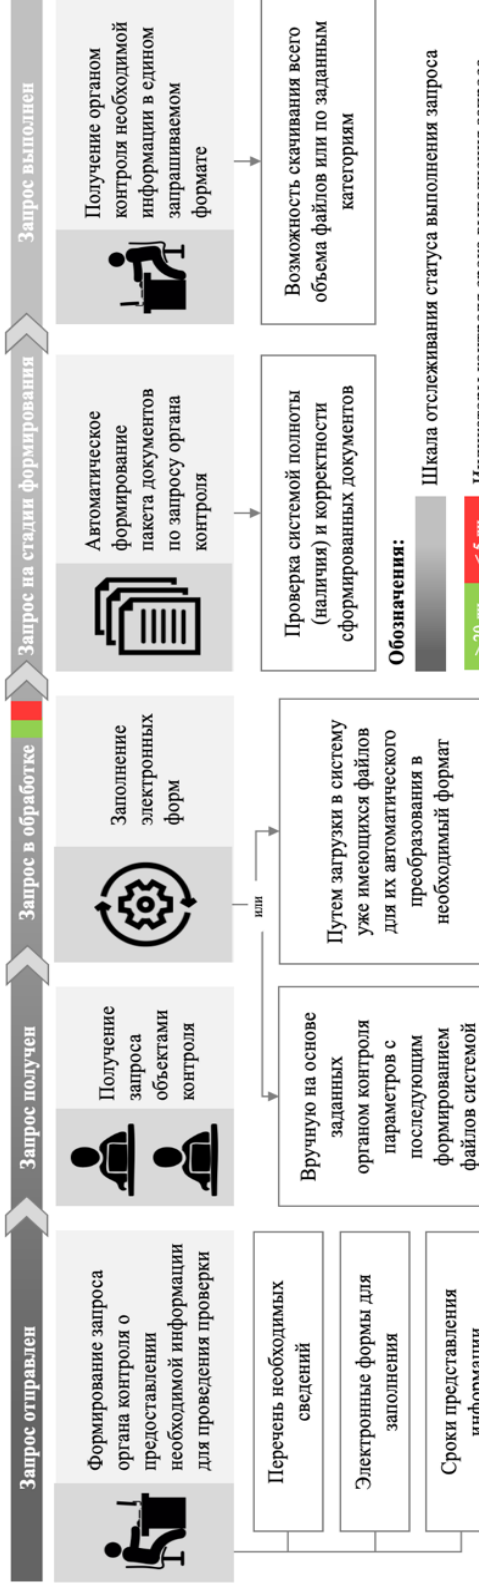 Запрос отправлен
Запрос получен
Запрос в обработке
Запрос на стадии формирования
Запрос выполнен
Формирование запроса
органа контроля о
предоставлении
необходимой информации
для проведения проверки
Перечень необходимых
сведений
Электронные формы для
заполнения
Сроки представления
информации
Получение
запроса
объектами
контроля
Заполнение
электронных
форм
или
Вручную на основе
заданных
органом контроля
параметров с
последующим
формированием
файлов системой
Путем загрузки в систему
уже имеющихся файлов
для их автоматического
преобразования в
необходимый формат
Автоматическое
формирование
пакета документов
по запросу органа
контроля
Проверка системой полноты
(наличия) и корректности
сформированных документов
Получение органом
контроля необходимой
информации в едином
запрашиваемом
формате
Возможность скачивания всего
объема файлов или по заданным
категориям
Обозначения:
Шкала отслеживания статуса выполнения запроса